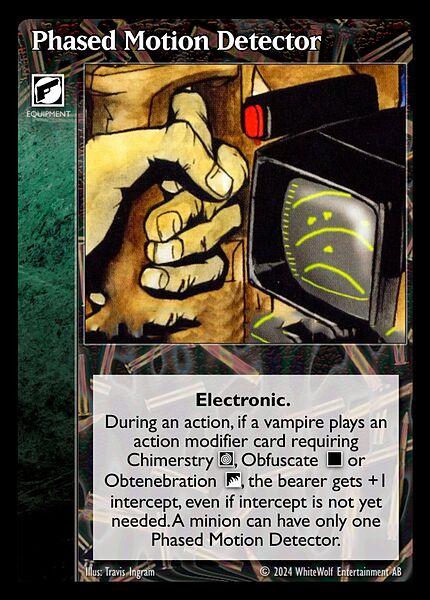 Phased Motion Detector
EQUIPMENT
Electronic.
During an action, if a vampire plays an
action modifier card requiring
Chimerstry, Obfuscate or
Obtenebration, the bearer gets +1
intercept, even if intercept is not yet
needed. A minion can have only one
Phased Motion Detector.
Illus: Travis Ingram
© 2024 WhiteWolf Entertainment AB